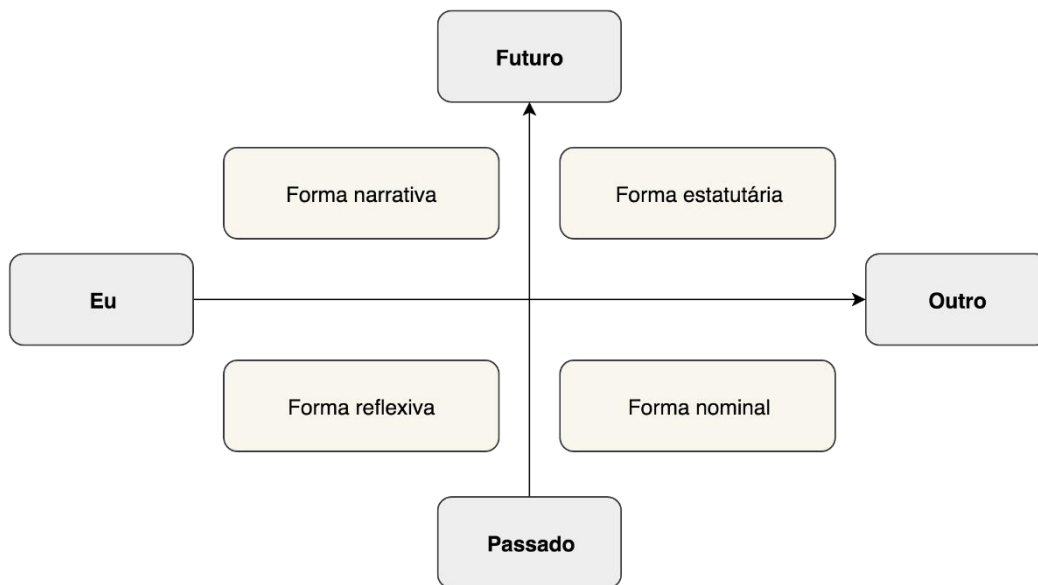 Futuro
Forma narrativa
Forma estatutária
Eu
Outro
Forma reflexiva
Forma nominal
Passado